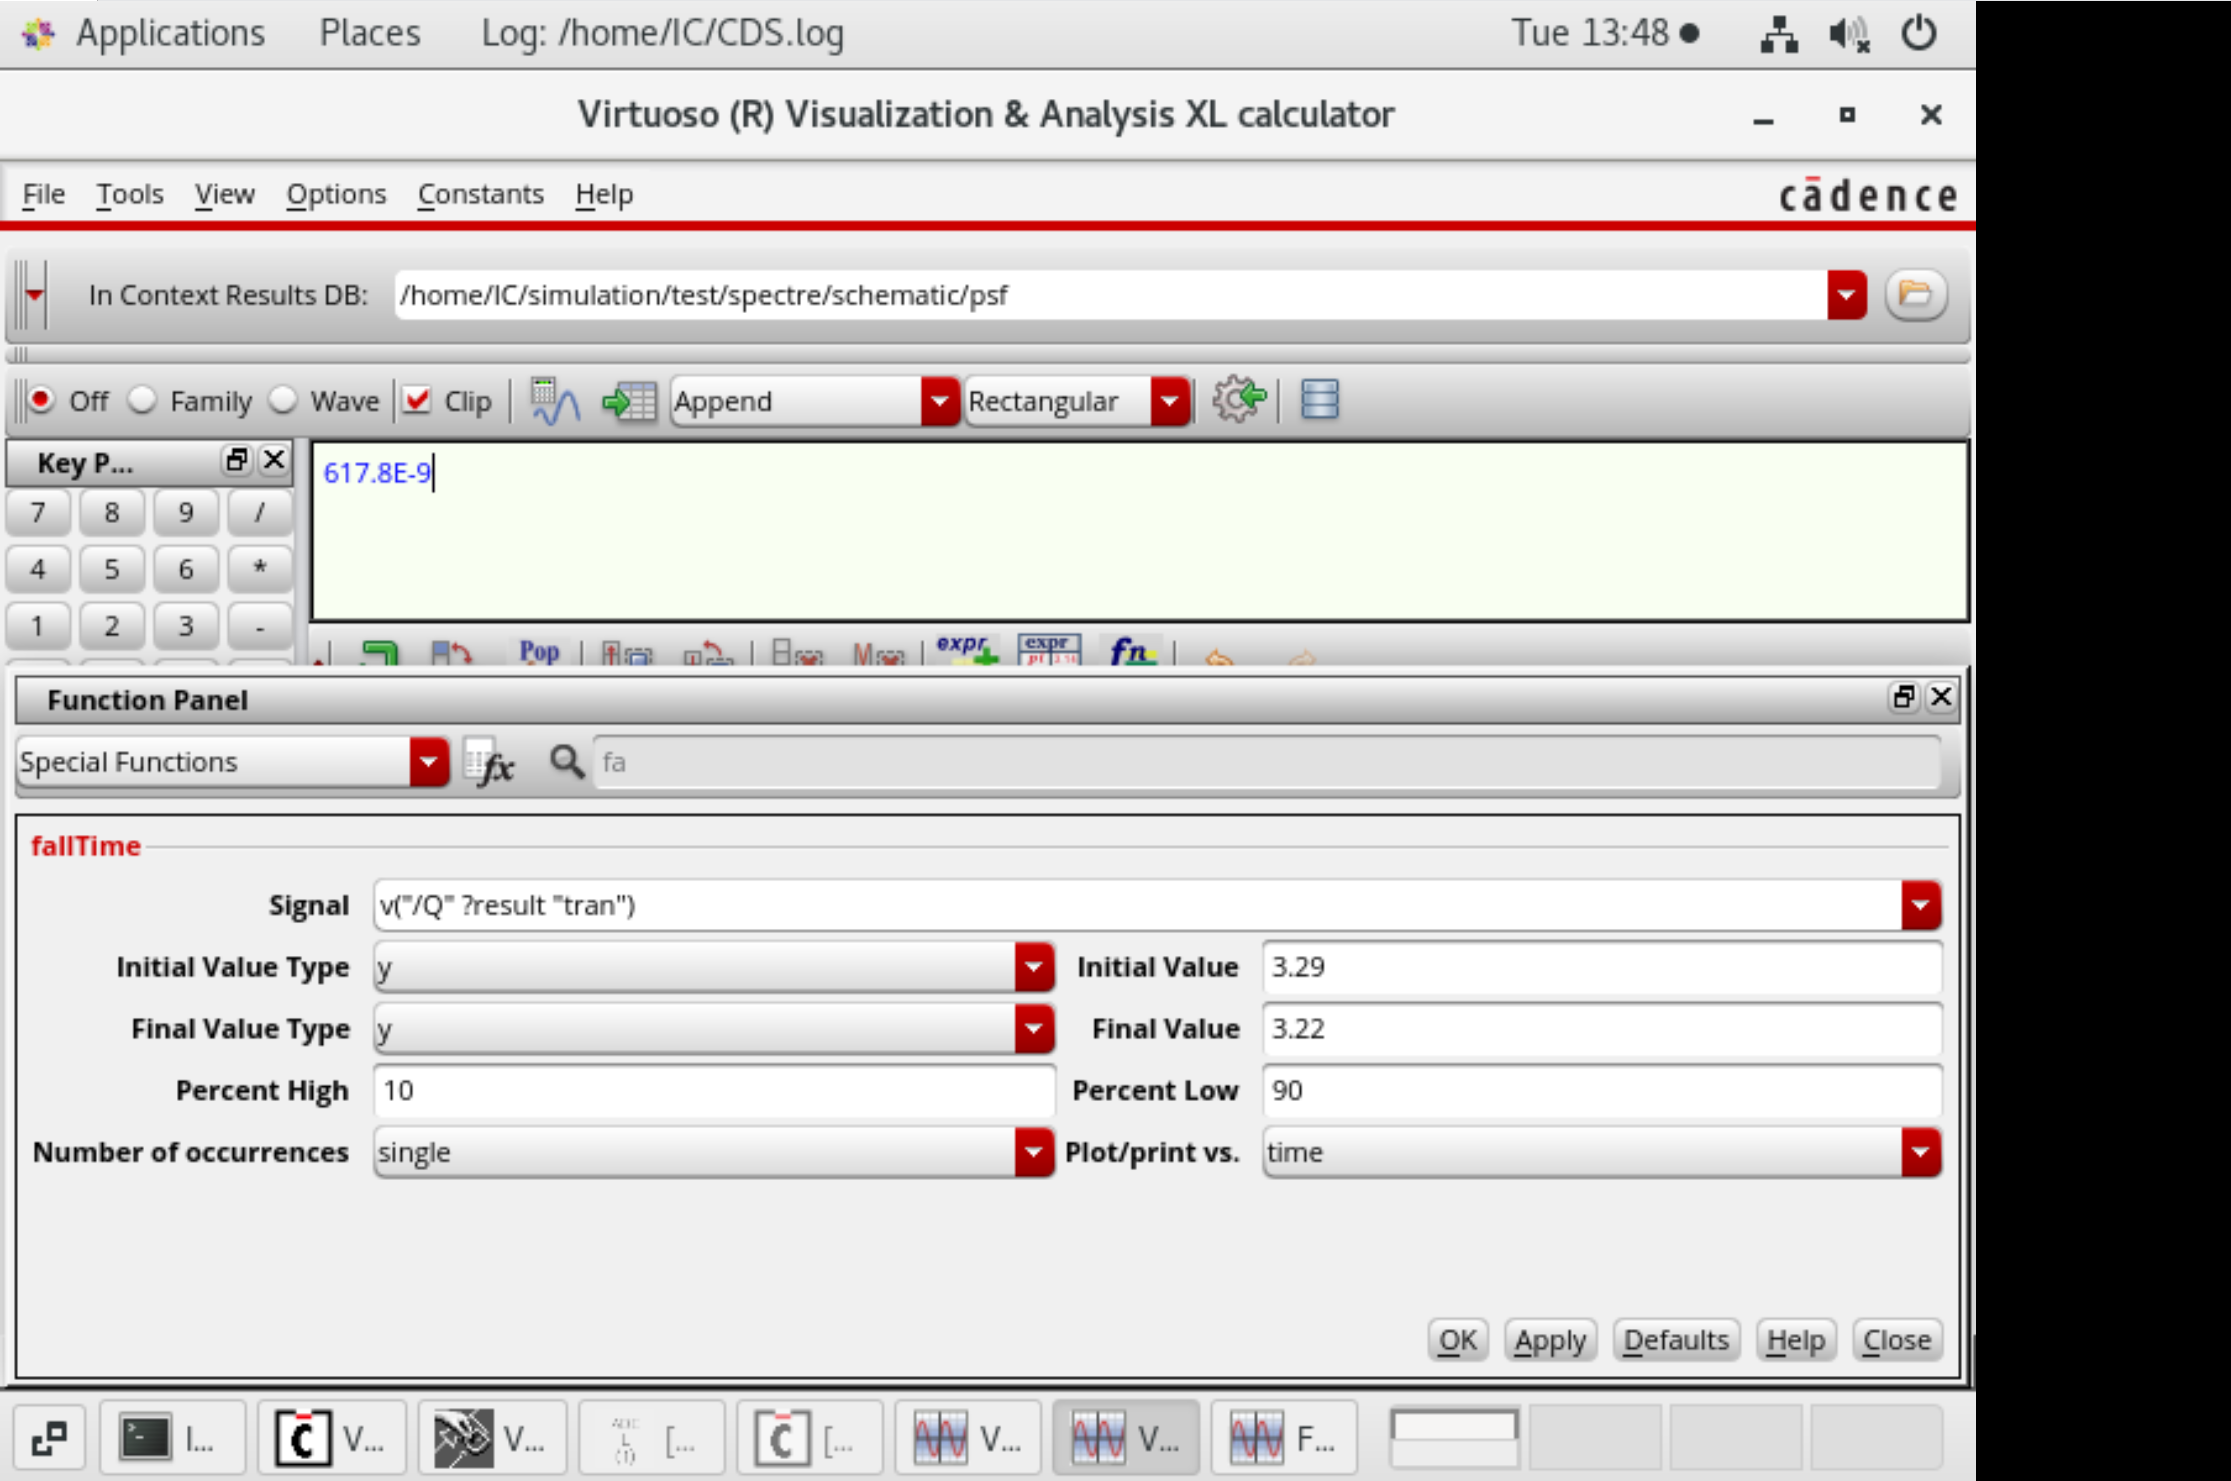 Applications Places Log: /home/IC/CDS.log Tue 13:48
Virtuoso (R) Visualization & Analysis XL calculator
File Tools View Options Constants Help cādence
In Context Results DB: /home/IC/simulation/test/spectre/schematic/psf
Off Family Wave Clip Append Rectangular
Key P...
617.8E-9
7 8 9 /
4 5 6 *
1 2 3 -
Pop expr expr fn
Function Panel
Special Functions fx fa
fallTime
Signal v("/Q" ?result "tran")
Initial Value Type y Initial Value 3.29
Final Value Type y Final Value 3.22
Percent High 10 Percent Low 90
Number of occurrences single Plot/print vs. time
OK Apply Defaults Help Close
I... V... V... [... [... V... V... F...